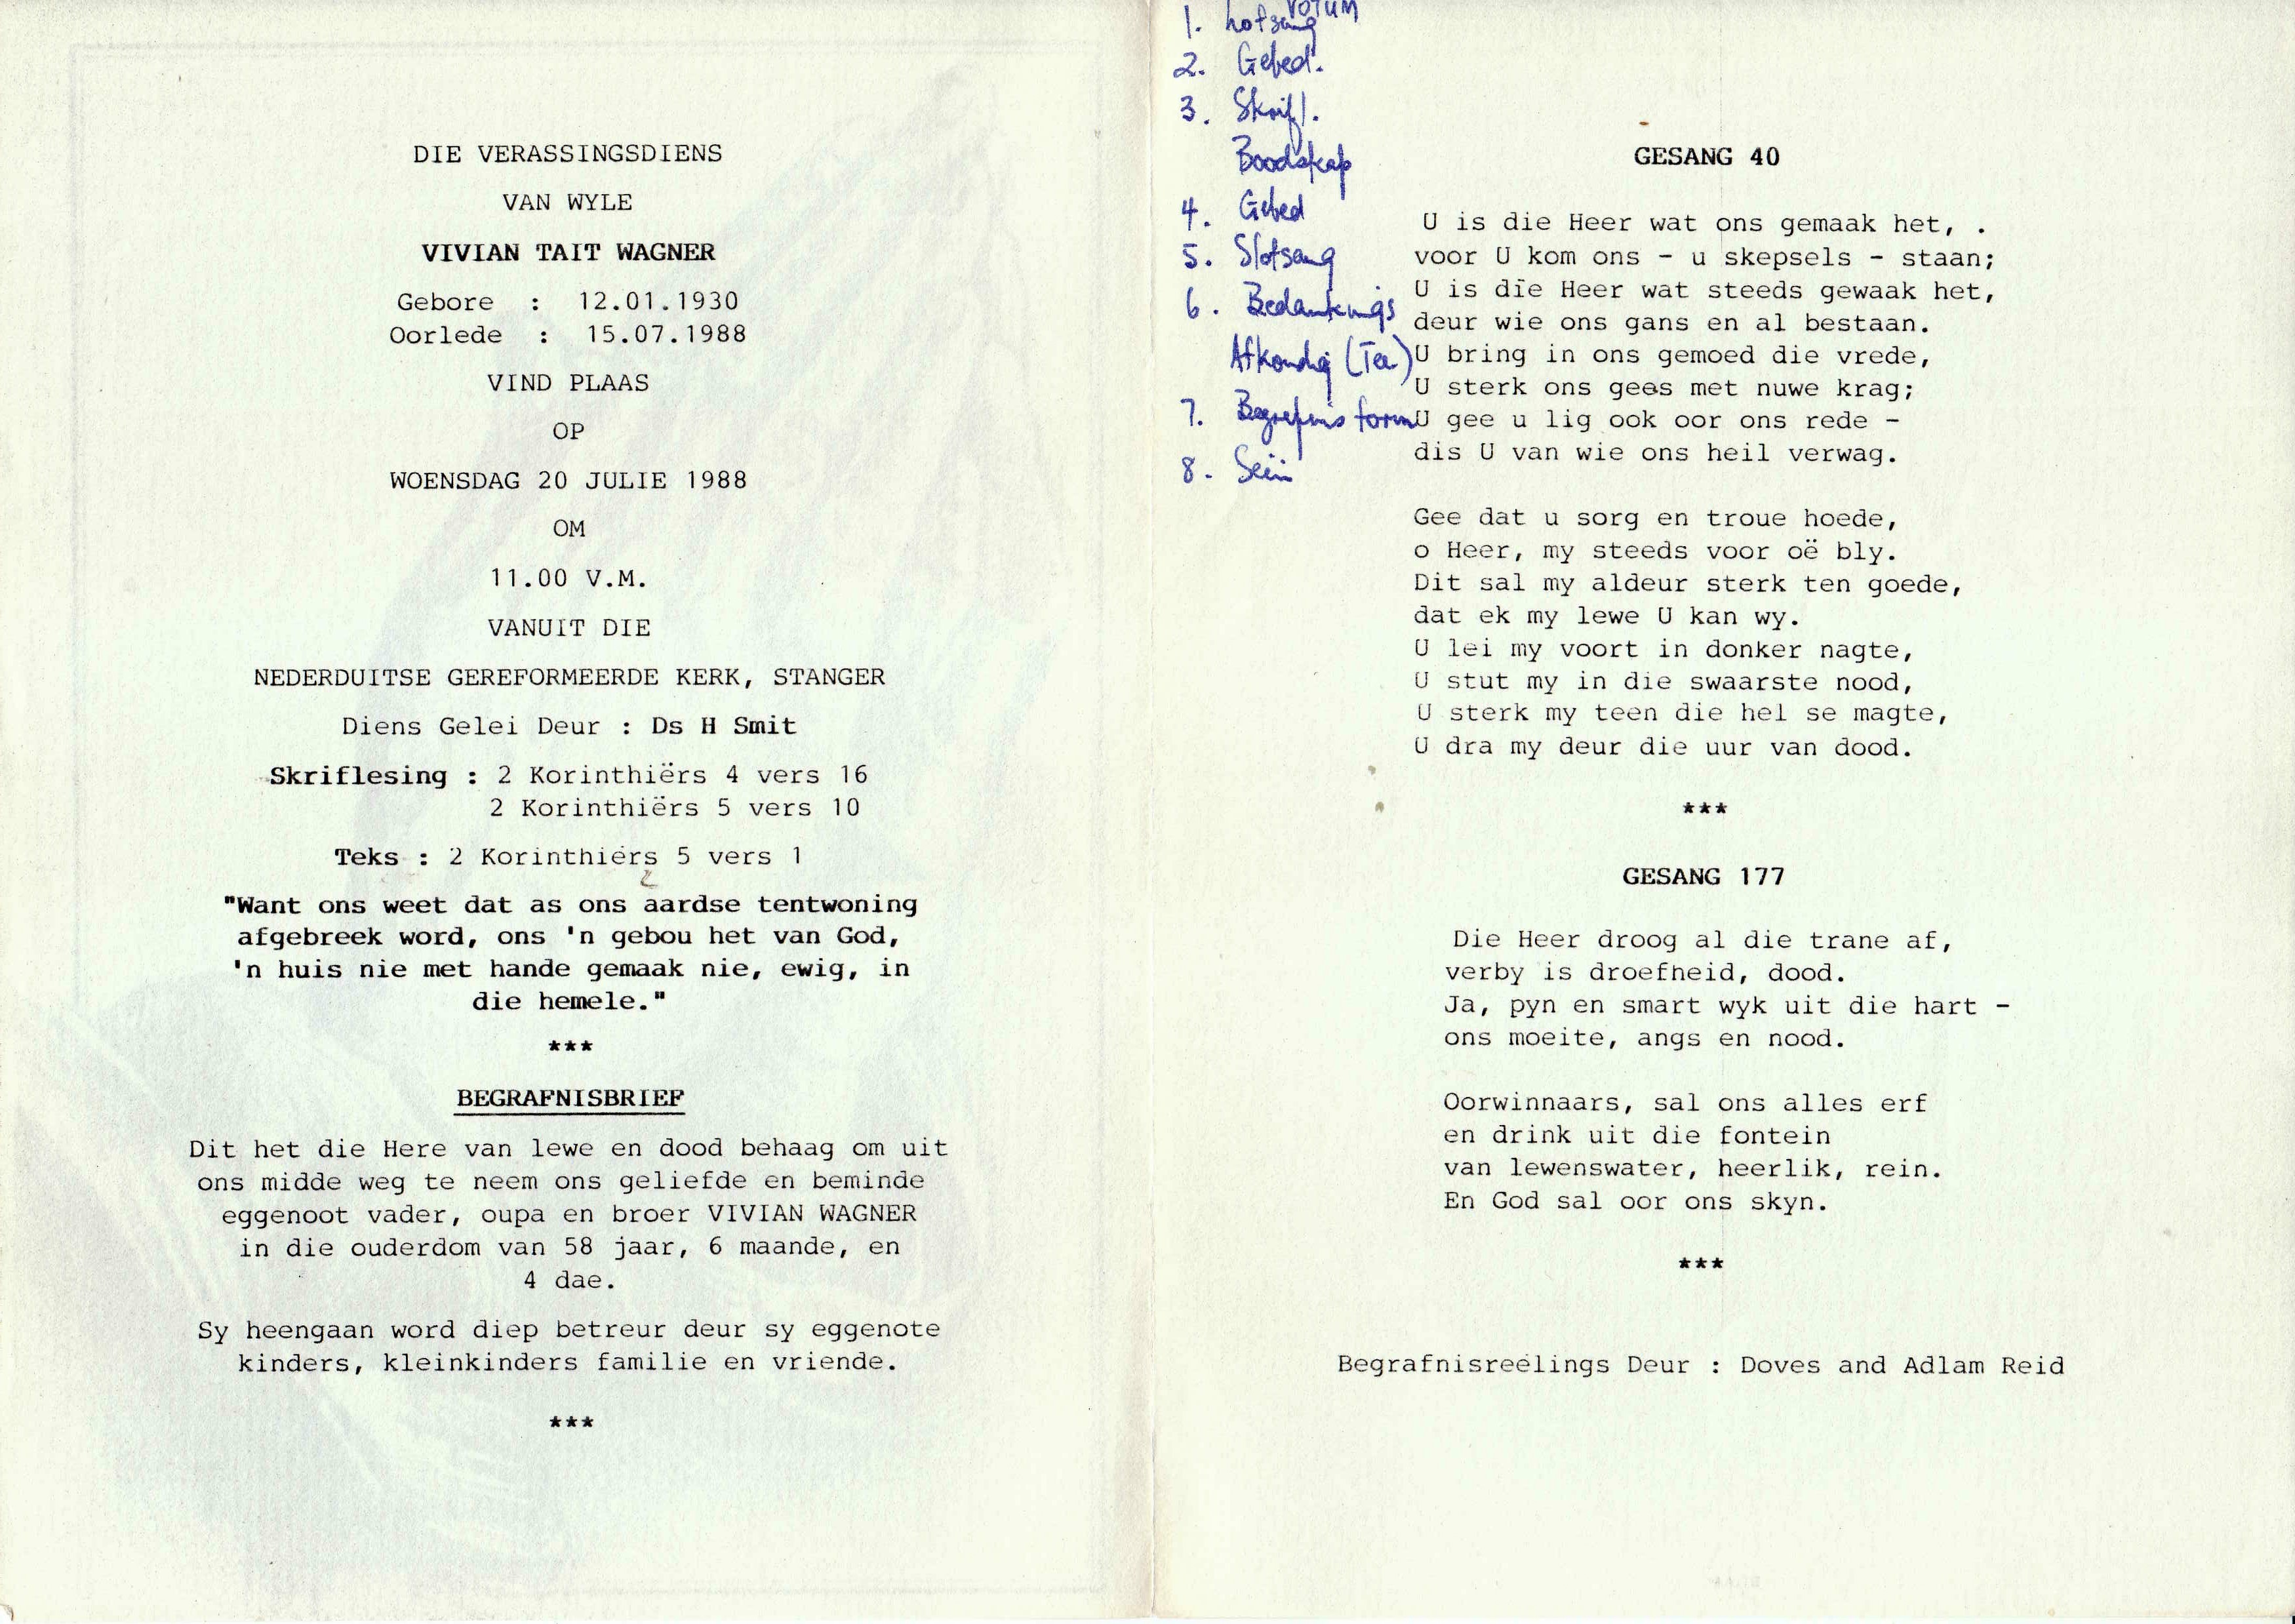 DIE VERASSINGSDIENS
VAN WYLE
VIVIAN TAIT WAGNER
Gebore : 12.01.1930
Oorlede : 15.07.1988
VIND PLAAS
OP
WOENSDAG 20 JULIE 1988
OM
11.00 V.M.
VANUIT DIE
NEDERDUITSE GEREFORMEERDE KERK, STANGER
Diens Gelei Deur : Ds H Smit
Skriflesing : 2 Korinthiërs 4 vers 16
2 Korinthiërs 5 vers 10
Teks : 2 Korinthiërs 5 vers 1
"Want ons weet dat as ons aardse tentwoning
afgebreek word, ons 'n gebou het van God,
'n huis nie met hande gemaak nie, ewig, in
die hemele."
***
BEGRAFNISBRIEF
Dit het die Here van lewe en dood behaag om uit
ons midde weg te neem ons geliefde en beminde
eggenoot vader, oupa en broer VIVIAN WAGNER
in die ouderdom van 58 jaar, 6 maande, en
4 dae.
Sy heengaan word diep betreur deur sy eggenote
kinders, kleinkinders familie en vriende.
***
VOTUM
1. Lofsang
2. Gebed.
3. Skrifl.
Boodskap
4. Gebed
5. Slotsang
6. Bedankings
Afkondig (Tee)
7. Begrafnis form
8. Seën
GESANG 40
U is die Heer wat ons gemaak het, .
voor U kom ons - u skepsels - staan;
U is die Heer wat steeds gewaak het,
deur wie ons gans en al bestaan.
U bring in ons gemoed die vrede,
U sterk ons gees met nuwe krag;
U gee u lig ook oor ons rede -
dis U van wie ons heil verwag.
Gee dat u sorg en troue hoede,
o Heer, my steeds voor oë bly.
Dit sal my aldeur sterk ten goede,
dat ek my lewe U kan wy.
U lei my voort in donker nagte,
U stut my in die swaarste nood,
U sterk my teen die hel se magte,
U dra my deur die uur van dood.
***
GESANG 177
Die Heer droog al die trane af,
verby is droefheid, dood.
Ja, pyn en smart wyk uit die hart -
ons moeite, angs en nood.
Oorwinnaars, sal ons alles erf
en drink uit die fontein
van lewenswater, heerlik, rein.
En God sal oor ons skyn.
***
Begrafnisreëlings Deur : Doves and Adlam Reid